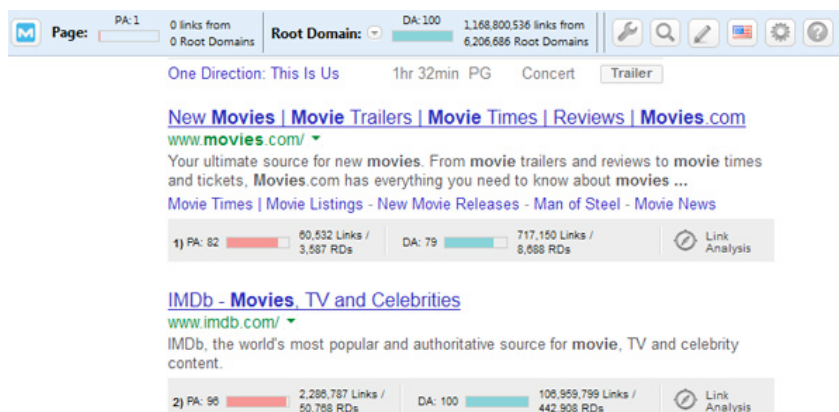 Page:
PA: 1
0 links from
0 Root Domains
Root Domain:
DA: 100
1,168,800,536 links from
6,206,686 Root Domains
One Direction: This Is Us 1hr 32min PG Concert Trailer
New Movies | Movie Trailers | Movie Times | Reviews | Movies.com
www.movies.com/
Your ultimate source for new movies. From movie trailers and reviews to movie times
and tickets, Movies.com has everything you need to know about movies ...
Movie Times | Movie Listings - New Movie Releases - Man of Steel - Movie News
1) PA: 82
60,532 Links /
3,587 RDs
DA: 79
717,150 Links /
8,688 RDs
Link
Analysis
IMDb - Movies, TV and Celebrities
www.imdb.com/
IMDb, the world's most popular and authoritative source for movie, TV and celebrity
content.
2) PA: 96
2,286,787 Links /
50,768 RDs
DA: 100
106,959,799 Links /
442,908 RDs
Link
Analysis